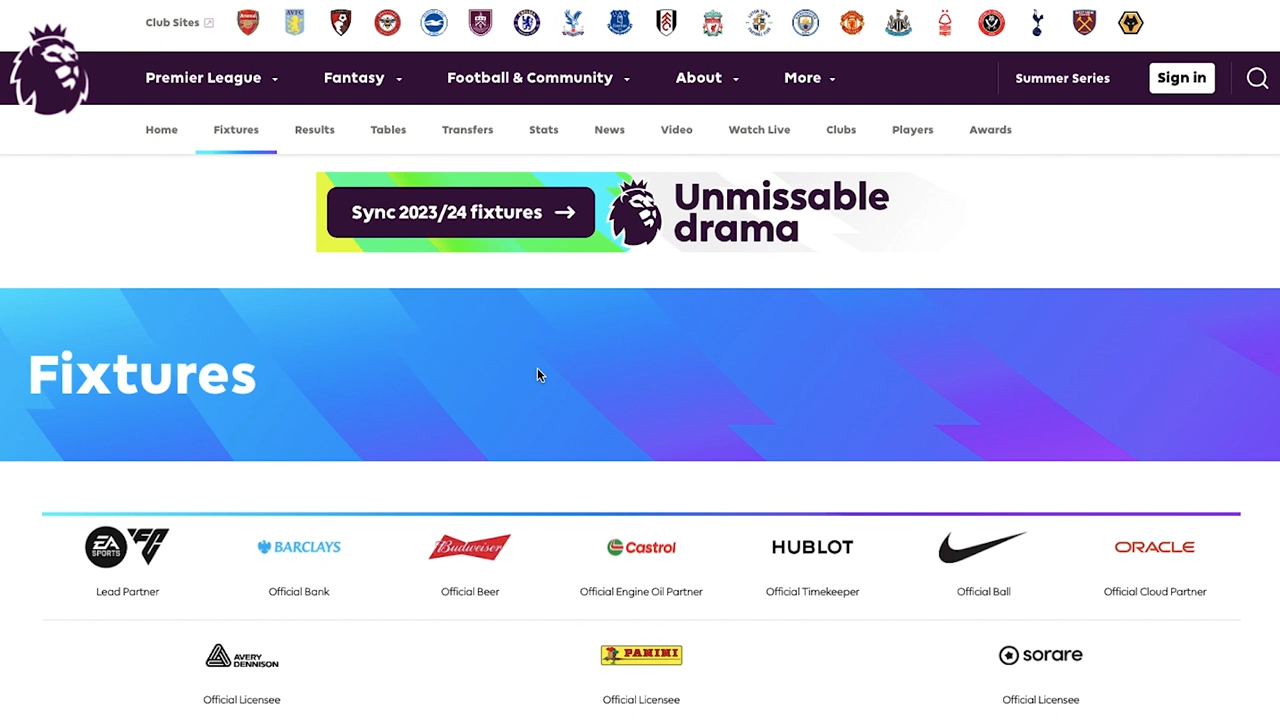 Club Sites
Premier League Fantasy Football & Community About More Summer Series Sign in
Home Fixtures Results Tables Transfers Stats News Video Watch Live Clubs Players Awards
Sync 2023/24 fixtures
Unmissable
drama
Fixtures
EA SPORTS FC BARCLAYS Budweiser Castrol HUBLOT ORACLE
Lead Partner Official Bank Official Beer Official Engine Oil Partner Official Timekeeper Official Ball Official Cloud Partner
AVERY DENNISON PANINI sorare
Official Licensee Official Licensee Official Licensee